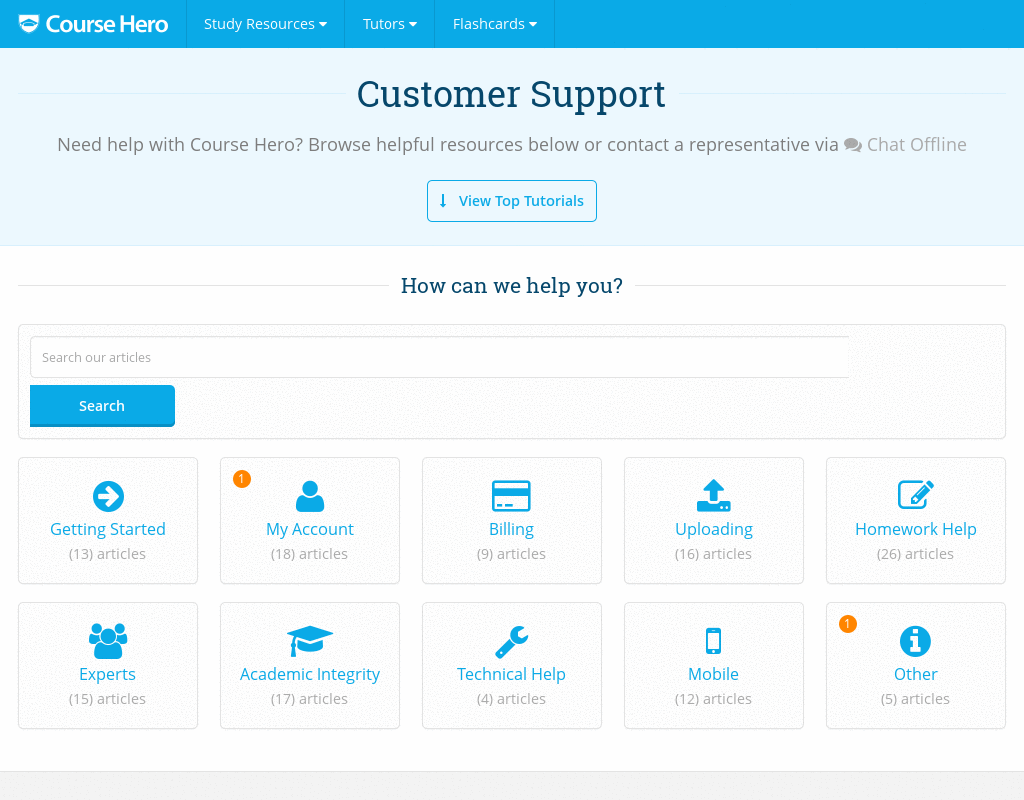 Course Hero
Study Resources
Tutors
Flashcards
Customer Support
Need help with Course Hero? Browse helpful resources below or contact a representative via Chat Offline
View Top Tutorials
How can we help you?
Search our articles
Search
1
Getting Started
My Account
Billing
Uploading
Homework Help
(13) articles
(18) articles
(9) articles
(16) articles
(26) articles
1
Experts
Academic Integrity
Technical Help
Mobile
Other
(15) articles
(17) articles
(4) articles
(12) articles
(5) articles